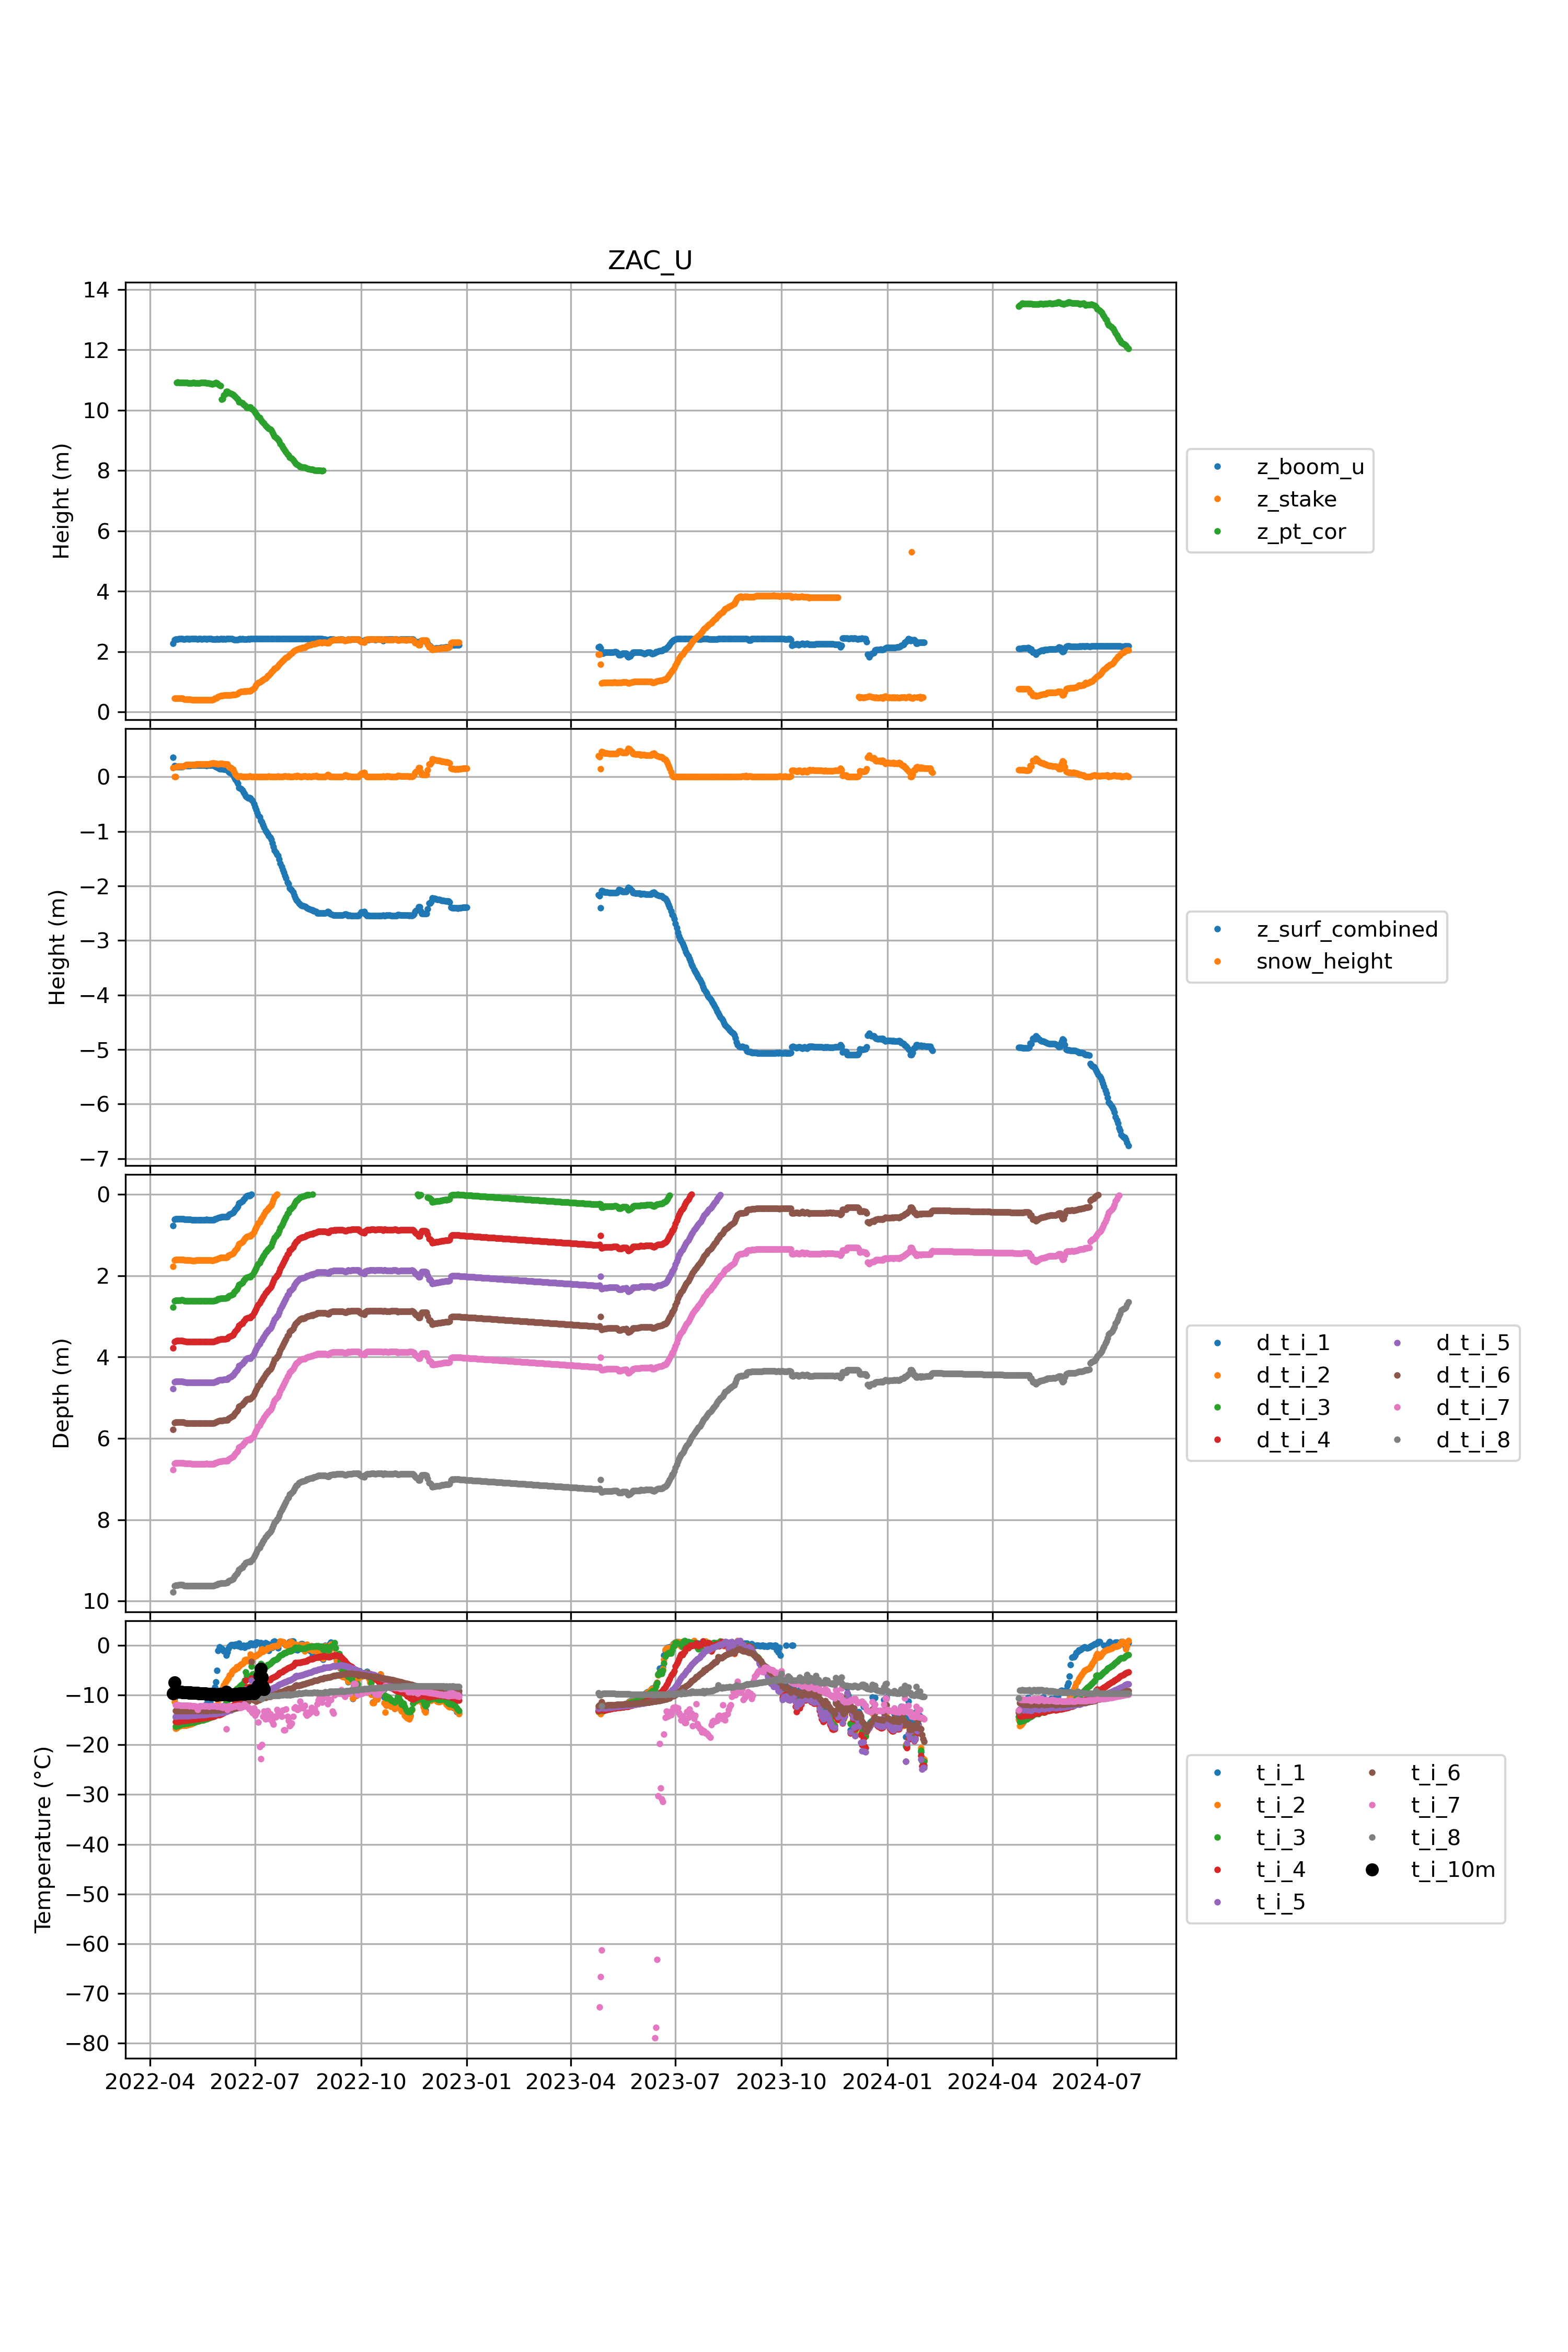 ZAC_U
14
12
10
8
6
4
2
0
Height (m)
z_boom_u
z_stake
z_pt_cor
0
−1
−2
−3
−4
−5
−6
−7
Height (m)
z_surf_combined
snow_height
0
2
4
6
8
10
Depth (m)
d_t_i_1
d_t_i_2
d_t_i_3
d_t_i_4
d_t_i_5
d_t_i_6
d_t_i_7
d_t_i_8
0
−10
−20
−30
−40
−50
−60
−70
−80
Temperature (°C)
t_i_1
t_i_2
t_i_3
t_i_4
t_i_5
t_i_6
t_i_7
t_i_8
t_i_10m
2022-04 2022-07 2022-10 2023-01 2023-04 2023-07 2023-10 2024-01 2024-04 2024-07